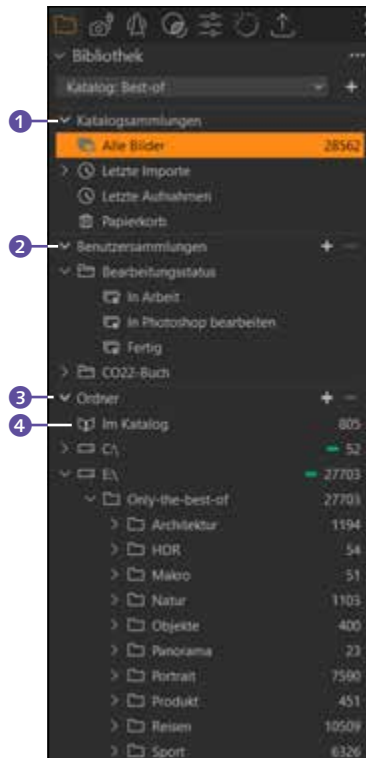 Bibliothek
Katalog: Best-of
1 Katalogsammlungen
Alle Bilder 28562
Letzte Importe
Letzte Aufnahmen
Papierkorb
2 Benutzersammlungen
Bearbeitungsstatus
In Arbeit
In Photoshop bearbeiten
Fertig
CO22-Buch
3 Ordner
4 Im Katalog 805
C:\ 52
E:\ 27703
Only-the-best-of 27703
Architektur 1194
HDR 54
Makro 51
Natur 1103
Objekte 400
Panorama 23
Portrait 7590
Produkt 451
Reisen 10509
Sport 6326